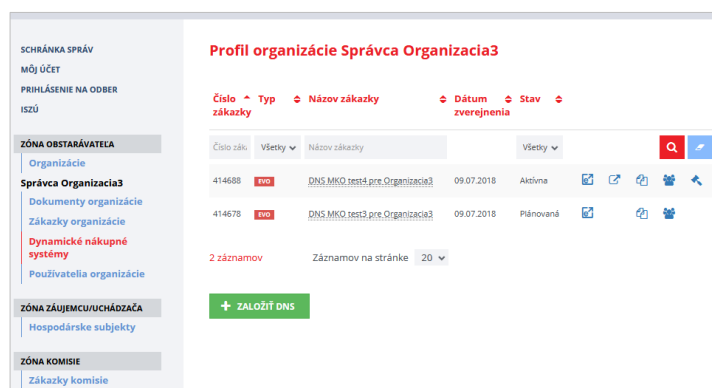 SCHRÁNKA SPRÁV
MÔJ ÚČET
PRIHLÁSENIE NA ODBER
ISZÚ
ZÓNA OBSTARÁVATEĽA
Organizácie
Správca Organizacia3
Dokumenty organizácie
Zákazky organizácie
Dynamické nákupné
systémy
Používatelia organizácie
ZÓNA ZÁUJEMCU/UCHÁDZAČA
Hospodárske subjekty
ZÓNA KOMISIE
Zákazky komisie
Profil organizácie Správca Organizacia3
Číslo zákazky Typ Názov zákazky Dátum zverejnenia Stav
Číslo záka Všetky Názov zákazky Všetky
414688 EVO DNS MKO test4 pre Organizacia3 09.07.2018 Aktívna
414678 EVO DNS MKO test3 pre Organizacia3 09.07.2018 Plánovaná
2 záznamov Záznamov na stránke 20
+ ZALOŽIŤ DNS